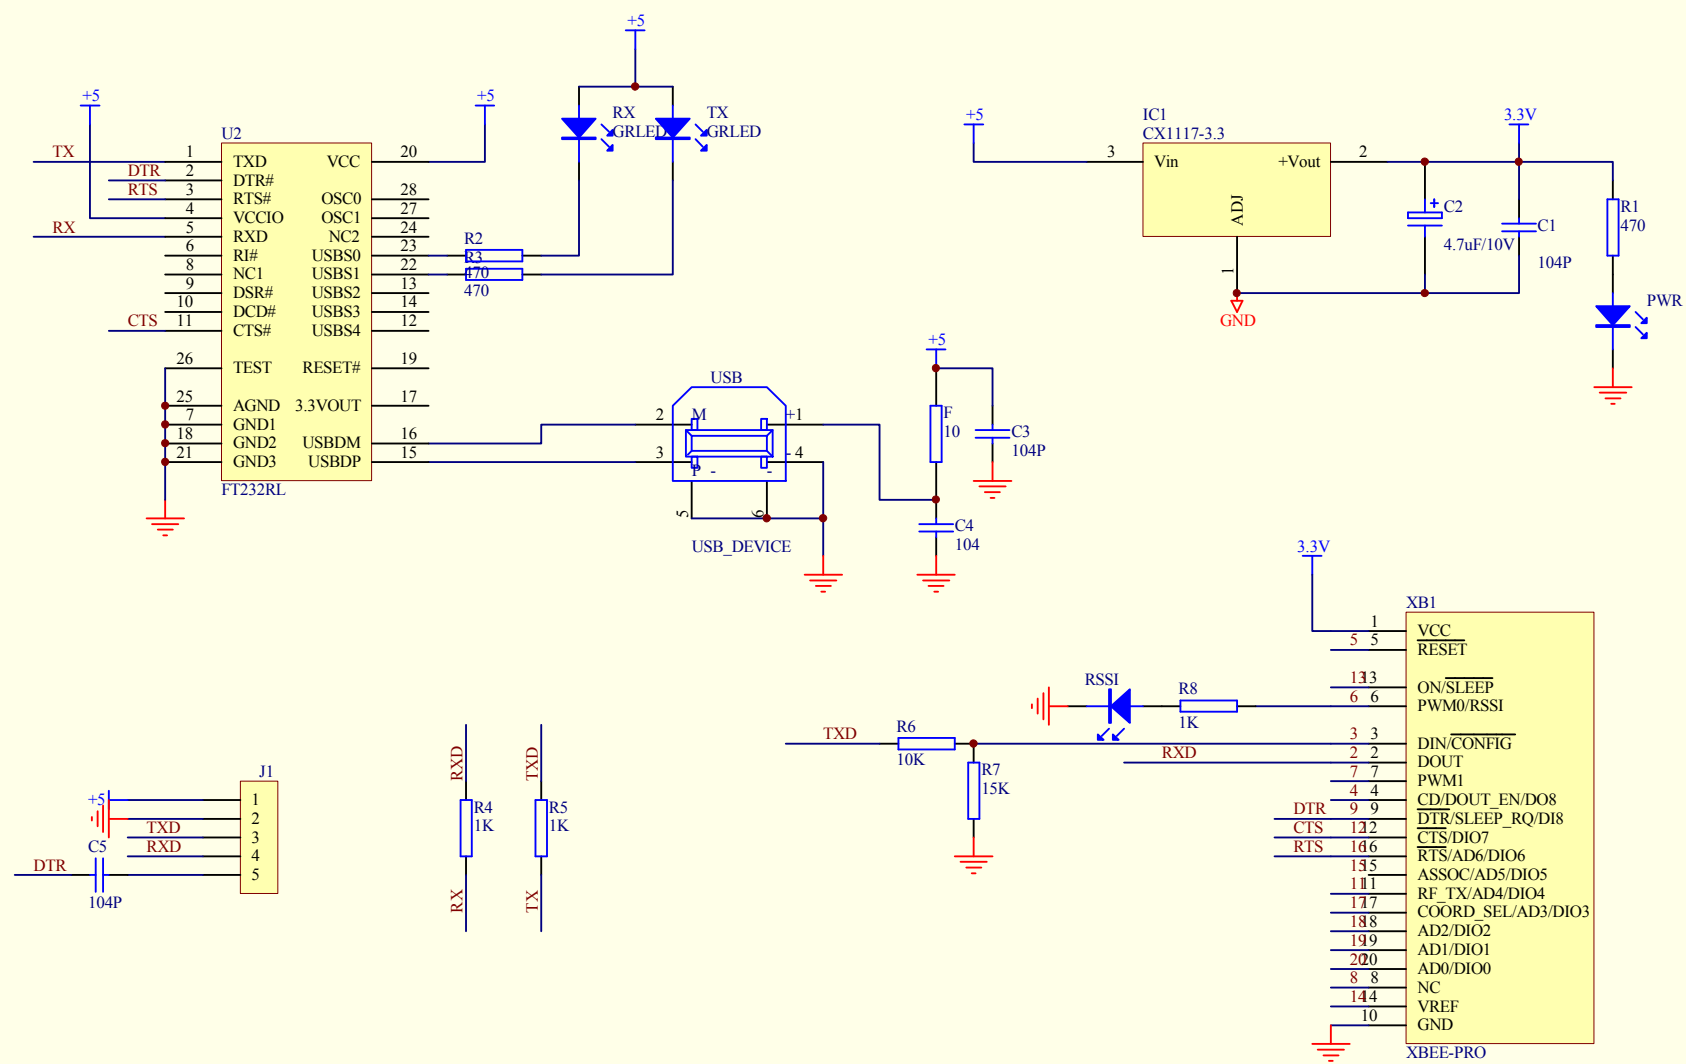 +5
RX
GRLED
TX
GRLED
+5
+5
U2
TX
1
TXD
VCC
20
DTR
2
DTR#
RTS
3
RTS#
OSC0
28
4
VCCIO
OSC1
27
RX
5
RXD
NC2
24
6
RI#
USBS0
23
8
NC1
USBS1
22
9
DSR#
USBS2
13
10
DCD#
USBS3
14
CTS
11
CTS#
USBS4
12
26
TEST
RESET#
19
25
AGND
3.3VOUT
17
7
GND1
18
GND2
USBDM
16
21
GND3
USBDP
15
FT232RL
R2
R3
470
470
USB
2
M
+1
3
P -
-
- 4
5
6
USB_DEVICE
+5
F
10
C3
104P
C4
104
+5
IC1
CX1117-3.3
3
Vin
+Vout
2
ADJ
1
GND
3.3V
+
C2
4.7uF/10V
C1
104P
R1
470
PWR
J1
+5
1
2
TXD
3
RXD
4
C5
DTR
5
104P
RXD
R4
1K
RX
TXD
R5
1K
TX
RSSI
R8
1K
TXD
R6
10K
R7
15K
RXD
3.3V
XB1
1
VCC
5
5
RESET
13
13
ON/SLEEP
6
6
PWM0/RSSI
3
3
DIN/CONFIG
2
2
DOUT
7
7
PWM1
4
4
CD/DOUT_EN/DO8
DTR
9
9
DTR/SLEEP_RQ/DI8
CTS
12
12
CTS/DIO7
RTS
16
16
RTS/AD6/DIO6
15
15
ASSOC/AD5/DIO5
11
11
RF_TX/AD4/DIO4
17
17
COORD_SEL/AD3/DIO3
18
18
AD2/DIO2
19
19
AD1/DIO1
20
20
AD0/DIO0
8
8
NC
14
14
VREF
10
GND
XBEE-PRO